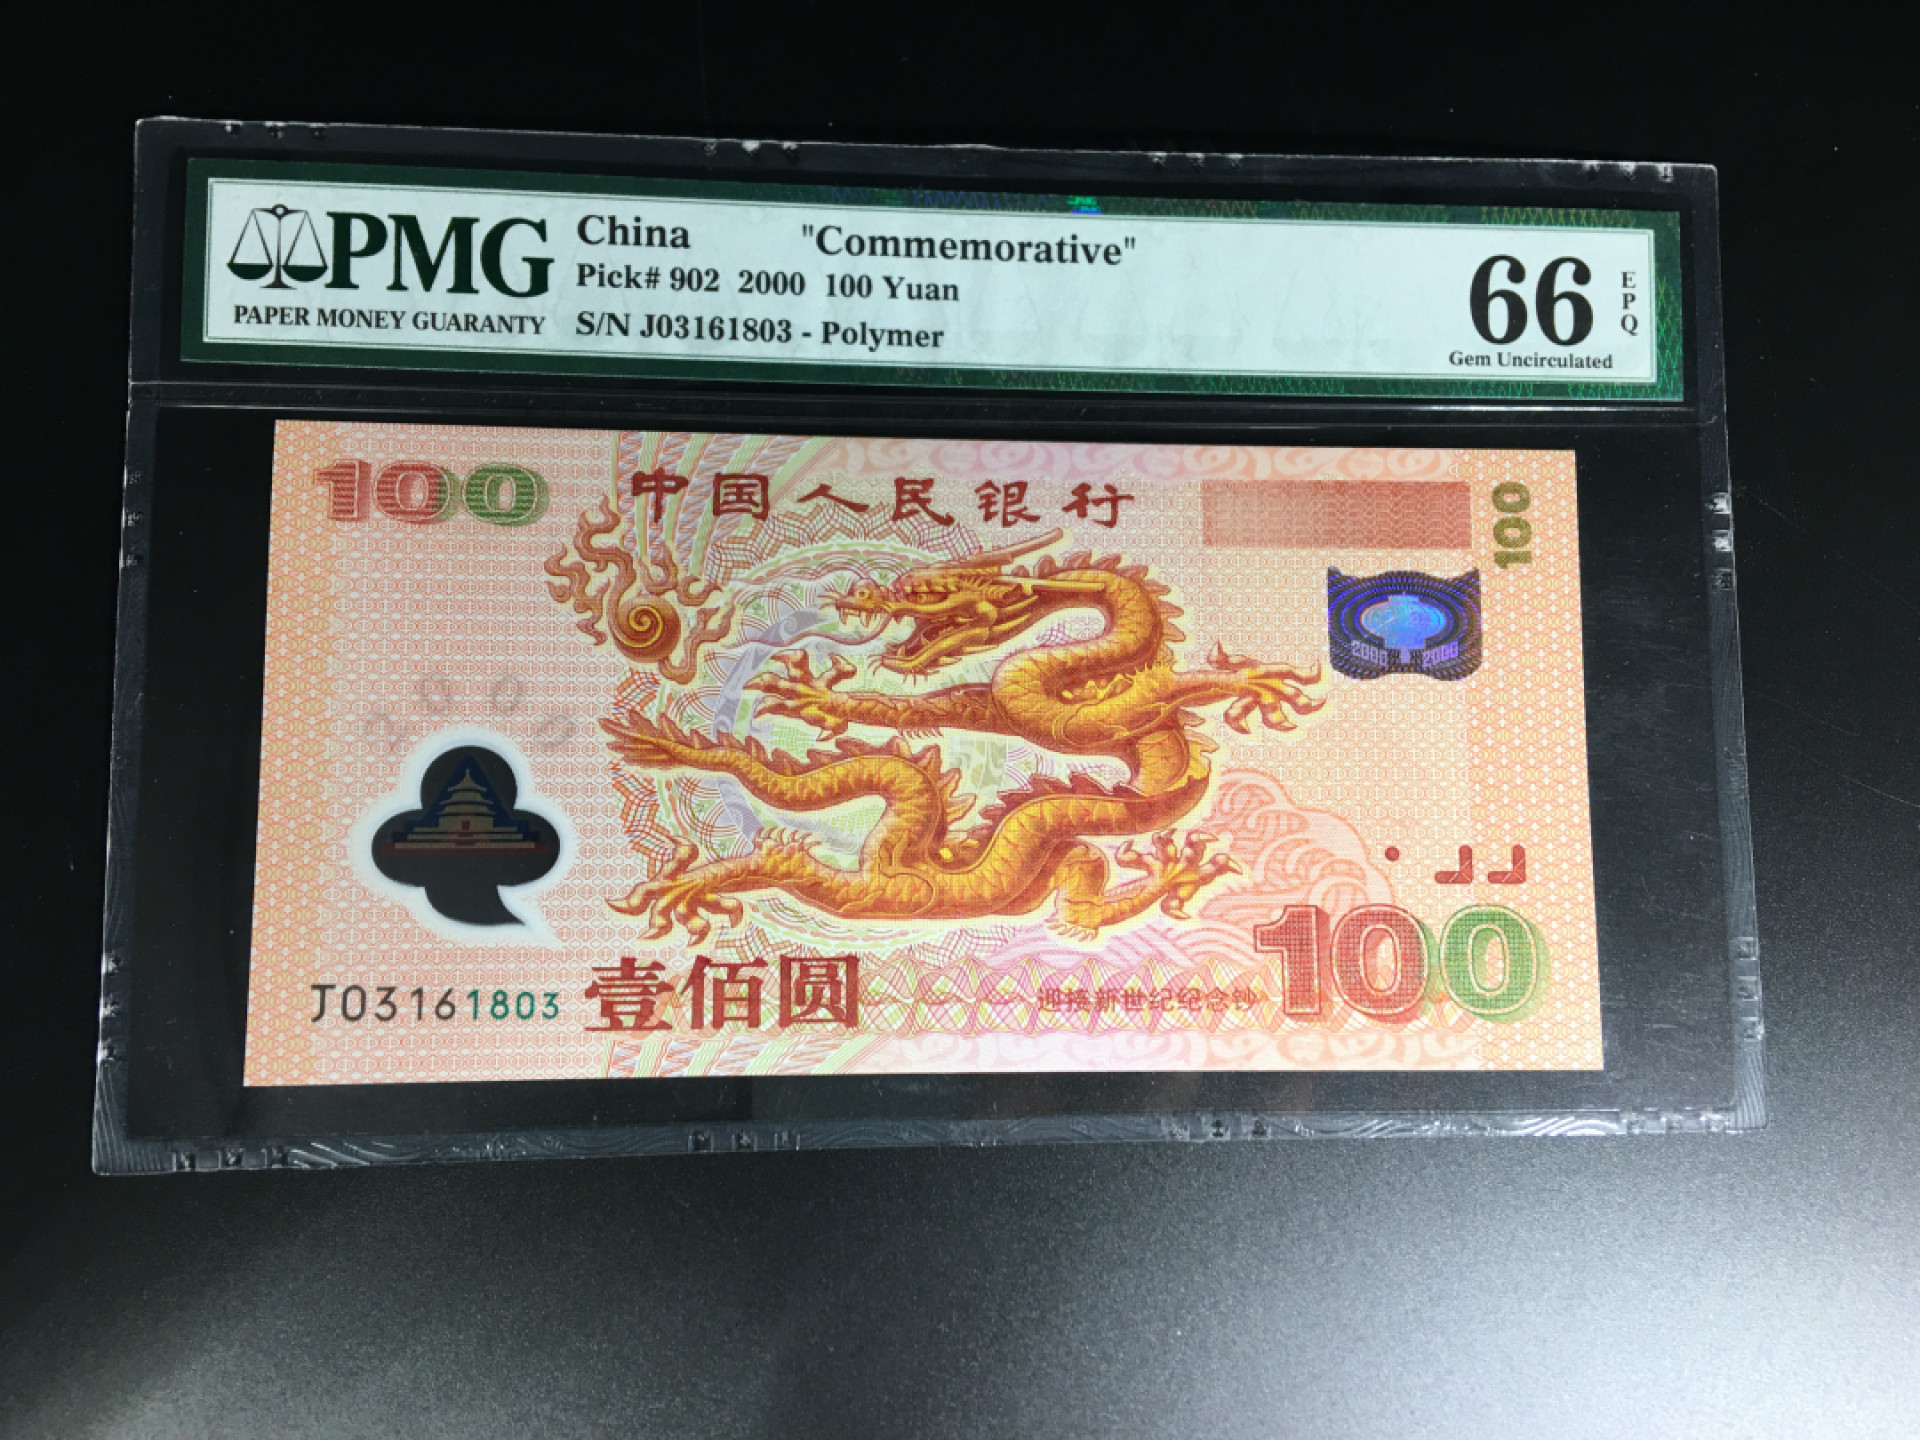 PMG
PAPER MONEY GUARANTY
China "Commemorative"
Pick# 902 2000 100 Yuan
S/N J03161803 - Polymer
66
EPQ
Gem Uncirculated
100
中国人民银行
100
2000 2000
2000
J03161803
壹佰圆
迎接新世纪纪念钞
100